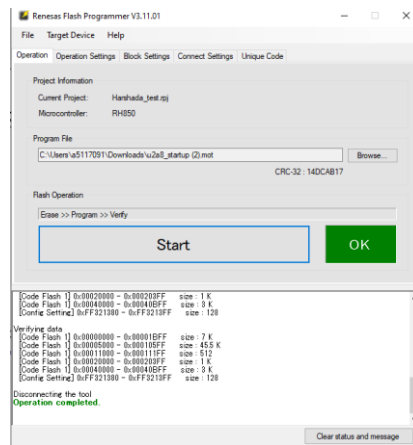 Renesas Flash Programmer V3.11.01
File Target Device Help
Operation Operation Settings Block Settings Connect Settings Unique Code
Project Information
Current Project: Harshada_test.rpj
Microcontroller: RH850
Program File
C:\Users\a5117091\Downloads\u2a8_startup (2).mot Browse...
CRC-32 : 14DCAB17
Flash Operation
Erase >> Program >> Verify
Start OK
[Code Flash 1] 0x00020000 - 0x000203FF size : 1 K
[Code Flash 1] 0x00040000 - 0x00040BFF size : 3 K
[Config Setting] 0xFF321380 - 0xFF3213FF size : 128
Verifying data
[Code Flash 1] 0x00000000 - 0x00001BFF size : 7 K
[Code Flash 1] 0x00005000 - 0x000105FF size : 45.5 K
[Code Flash 1] 0x00011000 - 0x000111FF size : 512
[Code Flash 1] 0x00020000 - 0x000203FF size : 1 K
[Code Flash 1] 0x00040000 - 0x00040BFF size : 3 K
[Config Setting] 0xFF321380 - 0xFF3213FF size : 128
Disconnecting the tool
Operation completed.
Clear status and message